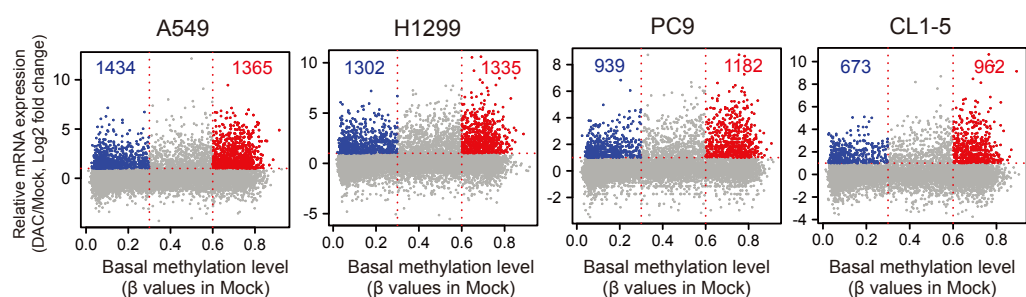 A549
H1299
PC9
CL1-5
Relative mRNA expression
(DAC/Mock, Log2 fold change)
1434
1365
10
5
0
0.0 0.2 0.4 0.6 0.8
Basal methylation level
(β values in Mock)
1302
1335
10
5
0
-5
0.0 0.2 0.4 0.6 0.8
Basal methylation level
(β values in Mock)
939
1182
8
6
4
2
0
-2
0.0 0.2 0.4 0.6 0.8
Basal methylation level
(β values in Mock)
673
962
10
8
6
4
2
0
-2
-4
0.0 0.2 0.4 0.6 0.8
Basal methylation level
(β values in Mock)